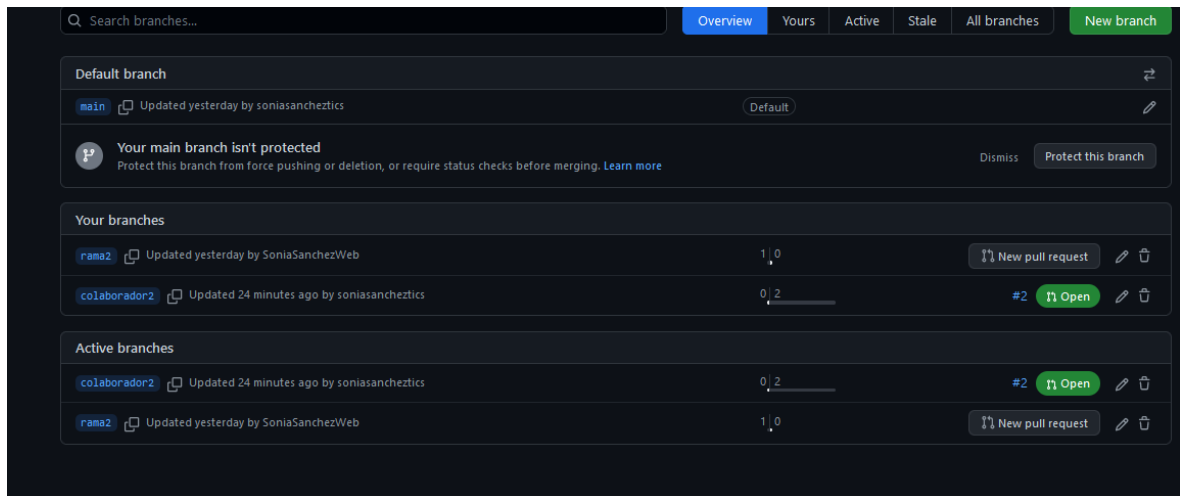 Search branches...
Overview Yours Active Stale All branches New branch
Default branch
main Updated yesterday by soniasancheztics Default
Your main branch isn't protected
Protect this branch from force pushing or deletion, or require status checks before merging. Learn more
Dismiss Protect this branch
Your branches
rama2 Updated yesterday by SoniaSanchezWeb 1 0 New pull request
colaborador2 Updated 24 minutes ago by soniasancheztics 0 2 #2 Open
Active branches
colaborador2 Updated 24 minutes ago by soniasancheztics 0 2 #2 Open
rama2 Updated yesterday by SoniaSanchezWeb 1 0 New pull request